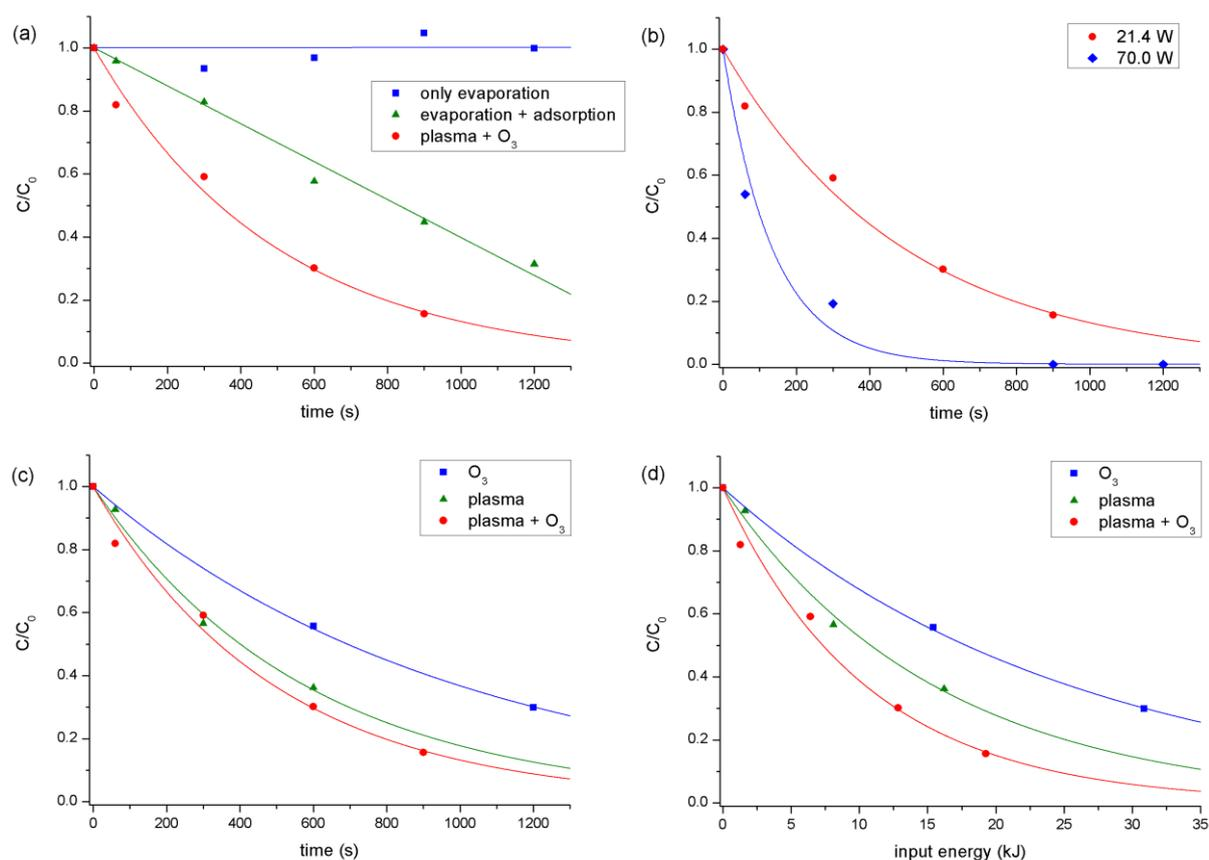 (a)
1.0
0.8
0.6
0.4
0.2
0.0
C/C₀
only evaporation
evaporation + adsorption
plasma + O₃
0 200 400 600 800 1000 1200
time (s)
(b)
1.0
0.8
0.6
0.4
0.2
0.0
C/C₀
21.4 W
70.0 W
0 200 400 600 800 1000 1200
time (s)
(c)
1.0
0.8
0.6
0.4
0.2
0.0
C/C₀
O₃
plasma
plasma + O₃
0 200 400 600 800 1000 1200
time (s)
(d)
1.0
0.8
0.6
0.4
0.2
0.0
C/C₀
O₃
plasma
plasma + O₃
0 5 10 15 20 25 30 35
input energy (kJ)